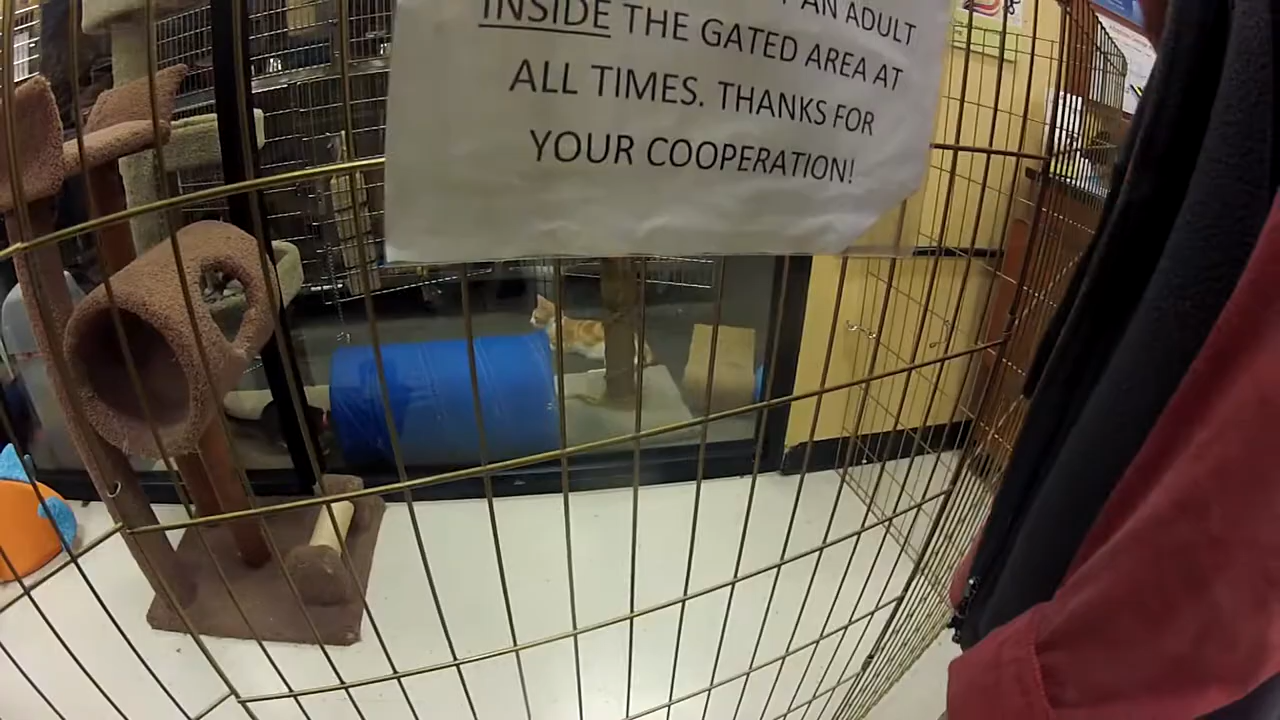 AN ADULT
INSIDE THE GATED AREA AT
ALL TIMES. THANKS FOR
YOUR COOPERATION!